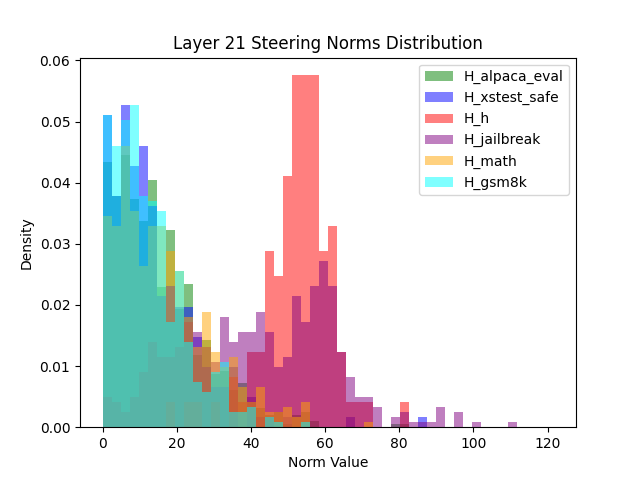 Layer 21 Steering Norms Distribution
0.06
0.05
0.04
0.03
0.02
0.01
0.00
Density
H_alpaca_eval
H_xstest_safe
H_h
H_jailbreak
H_math
H_gsm8k
0 20 40 60 80 100 120
Norm Value